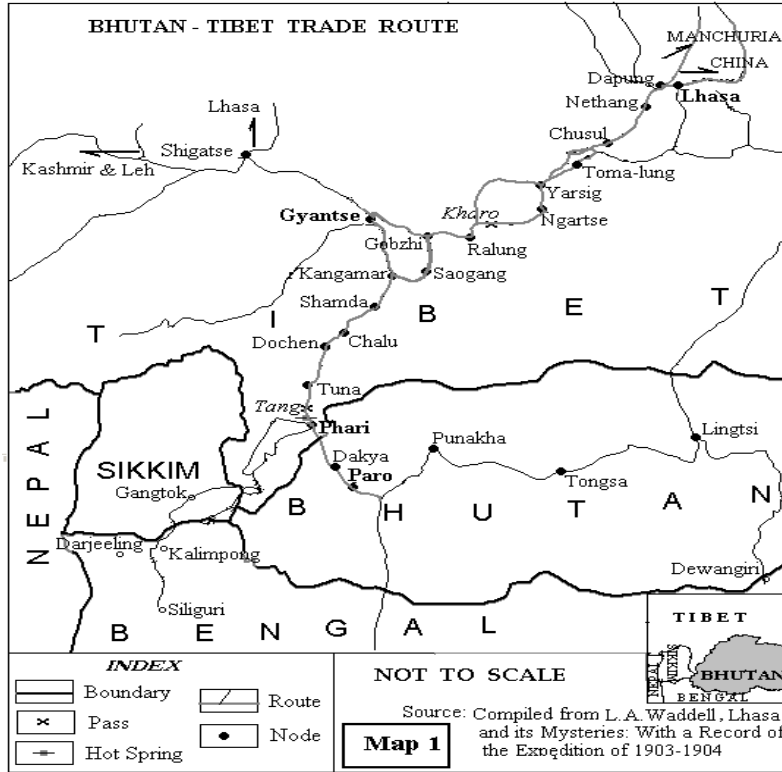 BHUTAN - TIBET TRADE ROUTE
MANCHURIA
CHINA
Dapung
Lhasa
Nethang
Lhasa
Chusul
Shigatse
Kashmir & Leh
Toma-lung
Yarsig
Kharo
Gyantse
Ngartse
Gobzhi
Ralung
Kangamar
Saogang
Shamda
T I B E T
Chalu
Dochen
Tuna
Tang
Phari
Lingtsi
Punakha
NEPAL
Dakya
SIKKIM
Paro
Tongsa
Gangtok
B H U T A N
Darjeeling
Kalimpong
Dewangiri
Siliguri
B E N G A L
TIBET
NEPAL
SIKKIM
BHUTAN
BENGAL
INDEX
Boundary
Route
Pass
Node
Hot Spring
NOT TO SCALE
Map 1
Source: Compiled from L.A.Waddell, Lhasa
and its Mysteries: With a Record of
the Expedition of 1903-1904